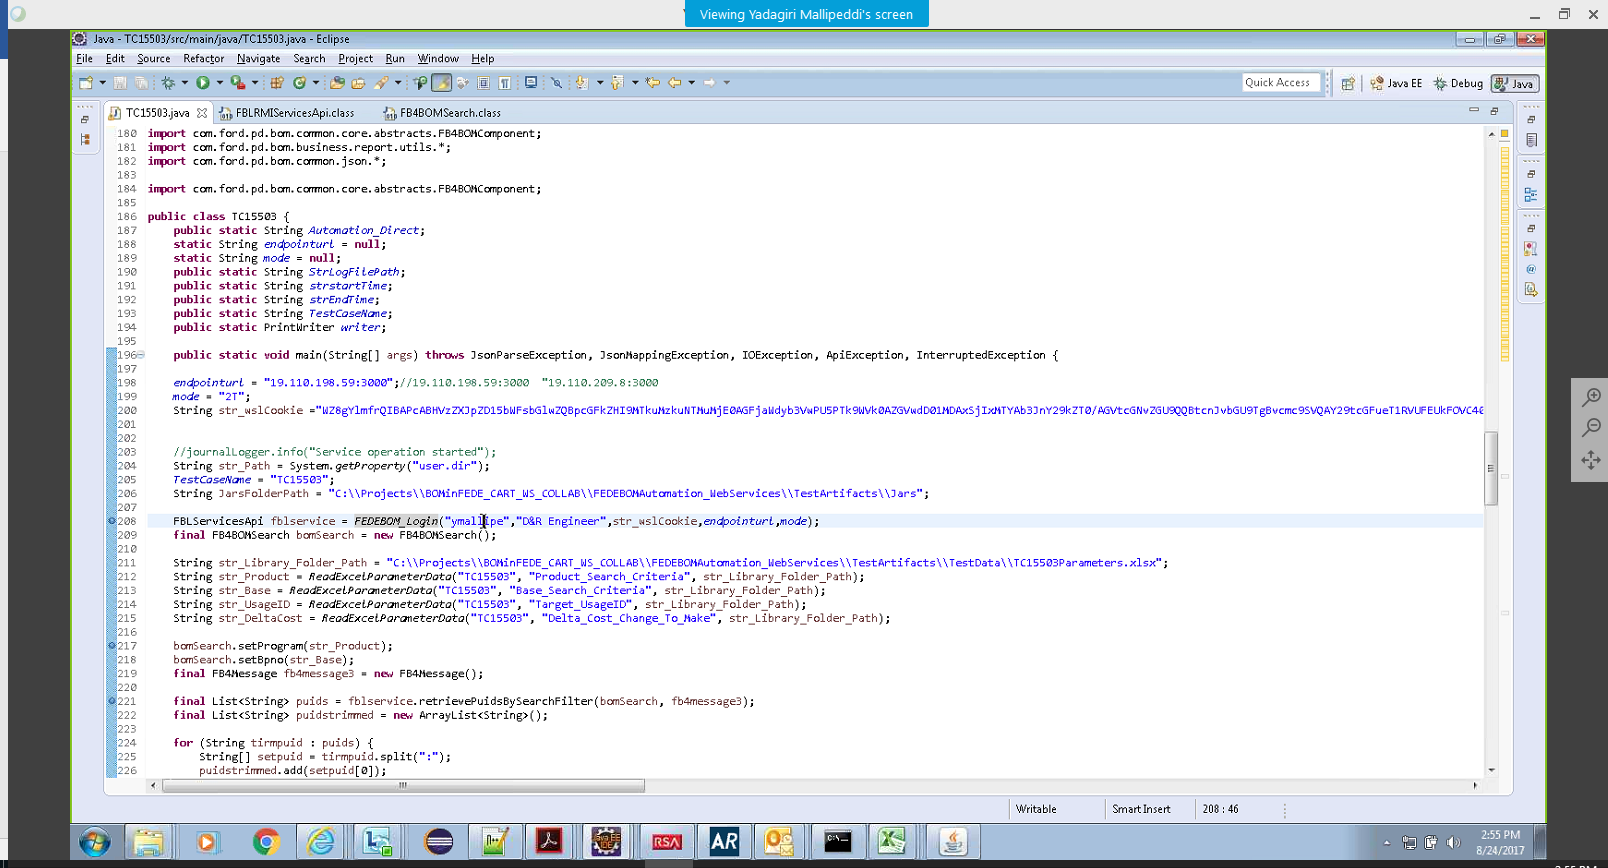 Viewing Yadagiri Mallipeddi's screen
Java - TC15503/src/main/java/TC15503.java - Eclipse
File Edit Source Refactor Navigate Search Project Run Window Help
Quick Access Java EE Debug Java
TC15503.java FBLRMIServicesApi.class FB4BOMSearch.class
180 import com.ford.pd.bom.common.core.abstracts.FB4BOMComponent;
181 import com.ford.pd.bom.business.report.utils.*;
182 import com.ford.pd.bom.common.json.*;
183
184 import com.ford.pd.bom.common.core.abstracts.FB4BOMComponent;
185
186 public class TC15503 {
187 public static String Automation_Direct;
188 static String endpointurl = null;
189 static String mode = null;
190 public static String StrLogFilePath;
191 public static String strstartTime;
192 public static String strEndTime;
193 public static String TestCaseName;
194 public static PrintWriter writer;
195
196 public static void main(String[] args) throws JsonParseException, JsonMappingException, IOException, ApiException, InterruptedException {
197
198 endpointurl = "19.110.198.59:3000";//19.110.198.59:3000 "19.110.209.8:3000
199 mode = "2T";
200 String str_wslCookie =
201
202
203 //journalLogger.info("Service operation started");
204 String str_Path = System.getProperty("user.dir");
205 TestCaseName = "TC15503";
206 String JarsFolderPath = "C:\\Projects\\BOMinFEDE_CART_WS_COLLAB\\FEDEBOMAutomation_WebServices\\TestArtifacts\\Jars";
207
208 FBLServicesApi fblservice = FEDEBOM_Login("ymallipe","D&R Engineer",str_wslCookie,endpointurl,mode);
209 final FB4BOMSearch bomSearch = new FB4BOMSearch();
210
211 String str_Library_Folder_Path = "C:\\Projects\\BOMinFEDE_CART_WS_COLLAB\\FEDEBOMAutomation_WebServices\\TestArtifacts\\TestData\\TC15503Parameters.xlsx";
212 String str_Product = ReadExcelParameterData("TC15503", "Product_Search_Criteria", str_Library_Folder_Path);
213 String str_Base = ReadExcelParameterData("TC15503", "Base_Search_Criteria", str_Library_Folder_Path);
214 String str_UsageID = ReadExcelParameterData("TC15503", "Target_UsageID", str_Library_Folder_Path);
215 String str_DeltaCost = ReadExcelParameterData("TC15503", "Delta_Cost_Change_To_Make", str_Library_Folder_Path);
216
217 bomSearch.setProgram(str_Product);
218 bomSearch.setBpno(str_Base);
219 final FB4Message fb4message3 = new FB4Message();
220
221 final List<String> puids = fblservice.retrievePuidsBySearchFilter(bomSearch, fb4message3);
222 final List<String> puidstrimmed = new ArrayList<String>();
223
224 for (String tirmpuid : puids) {
225 String[] setpuid = tirmpuid.split(":");
226 puidstrimmed.add(setpuid[0]);
Writable Smart Insert 208 : 46
RSA AR
2:55 PM
8/24/2017